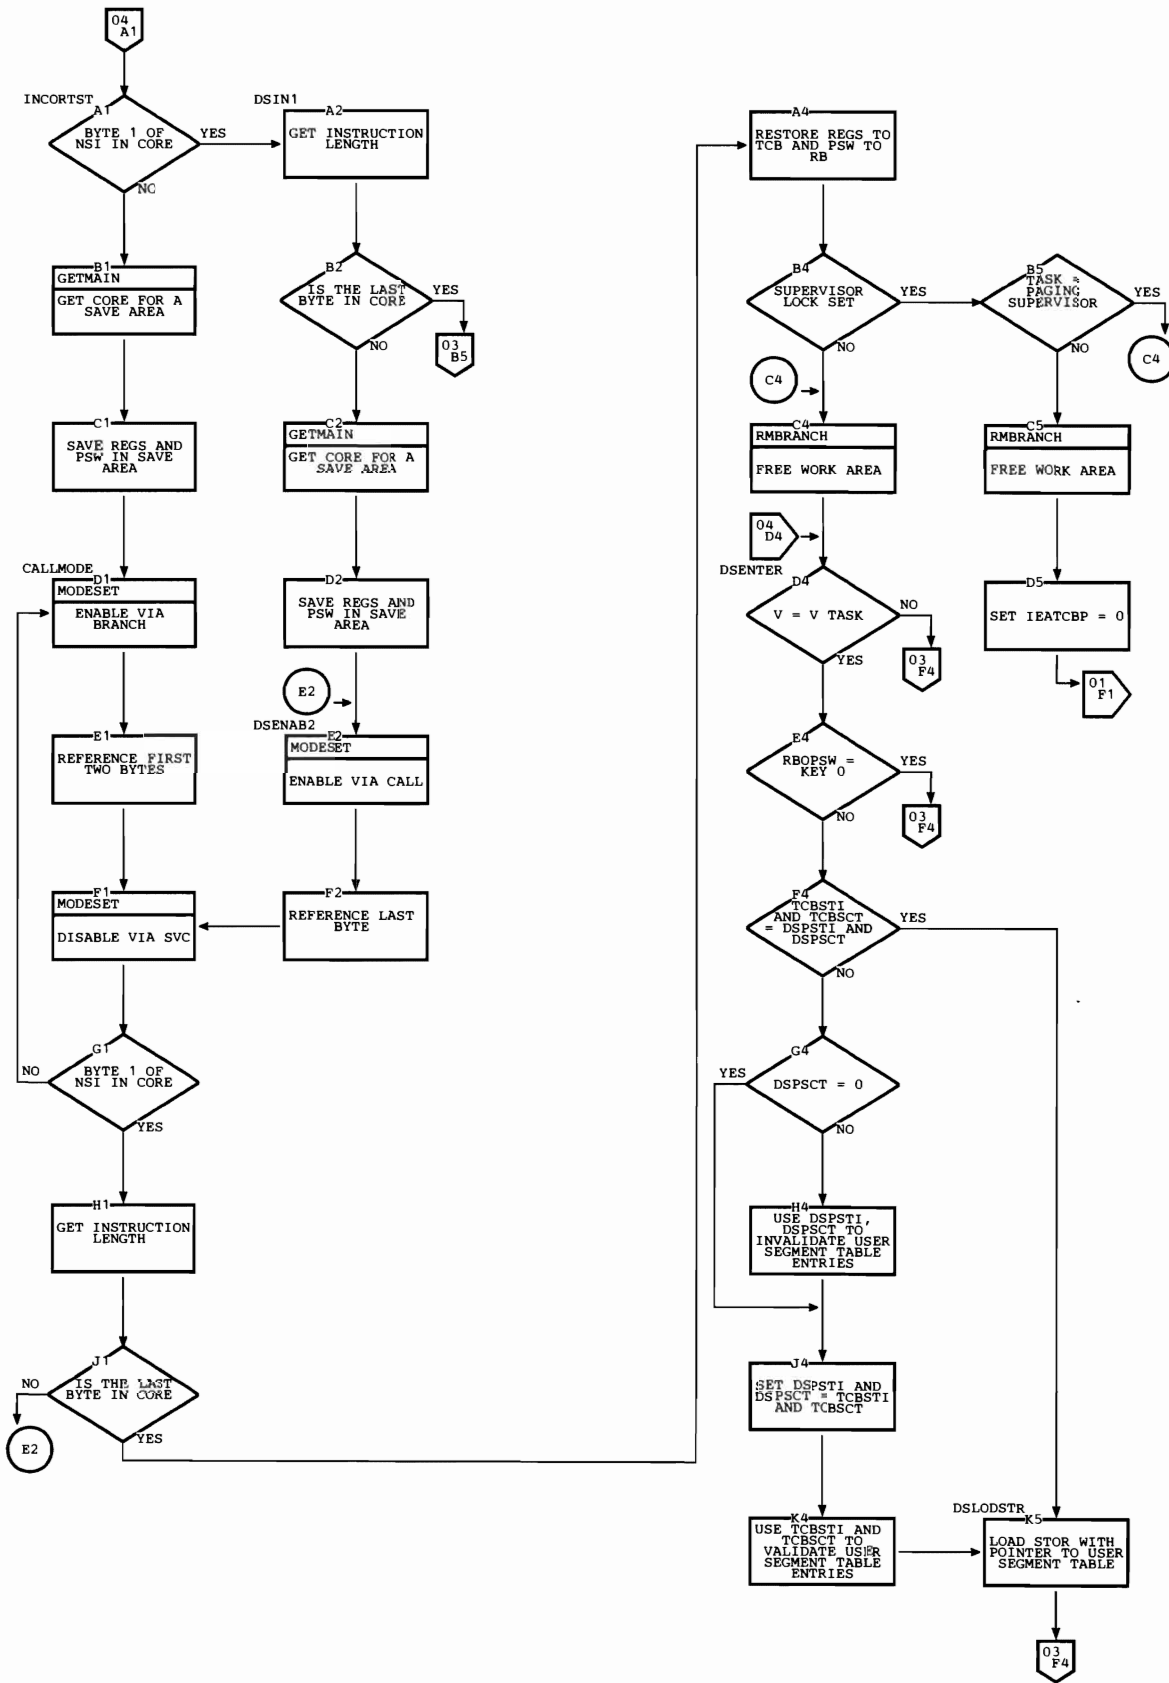 04
A1
INCORTST
A1
BYTE 1 OF
NSI IN CORE
YES
NO
B1
GETMAIN
GET CORE FOR A
SAVE AREA
C1
SAVE REGS AND
PSW IN SAVE
AREA
CALLMODE
D1
MODESET
ENABLE VIA
BRANCH
E1
REFERENCE FIRST
TWO BYTES
F1
MODESET
DISABLE VIA SVC
G1
BYTE 1 OF
NSI IN CORE
NO
YES
H1
GET INSTRUCTION
LENGTH
J1
IS THE LAST
BYTE IN CORE
NO
YES
E2
DSIN1
A2
GET INSTRUCTION
LENGTH
B2
IS THE LAST
BYTE IN CORE
YES
NO
03
B5
C2
GETMAIN
GET CORE FOR A
SAVE AREA
D2
SAVE REGS AND
PSW IN SAVE
AREA
E2
DSENAB2
E2
MODESET
ENABLE VIA CALL
F2
REFERENCE LAST
BYTE
A4
RESTORE REGS TO
TCB AND PSW TO
RB
B4
SUPERVISOR
LOCK SET
YES
NO
C4
C4
RMBRANCH
FREE WORK AREA
04
D4
DSENTER
D4
V = V TASK
NO
YES
03
F4
E4
RBOPSW =
KEY 0
YES
NO
03
F4
F4
TCBSTI
AND TCBSCT
= DSPSTI AND
DSPSCT
YES
NO
G4
DSPSCT = 0
YES
NO
H4
USE DSPSTI,
DSPSCT TO
INVALIDATE USER
SEGMENT TABLE
ENTRIES
J4
SET DSPSTI AND
DSPSCT = TCBSTI
AND TCBSCT
K4
USE TCBSTI AND
TCBSCT TO
VALIDATE USER
SEGMENT TABLE
ENTRIES
B5
TASK =
PAGING
SUPERVISOR
YES
NO
C4
C5
RMBRANCH
FREE WORK AREA
D5
SET IEATCBP = 0
01
F1
DSLODSTR
K5
LOAD STOR WITH
POINTER TO USER
SEGMENT TABLE
03
F4